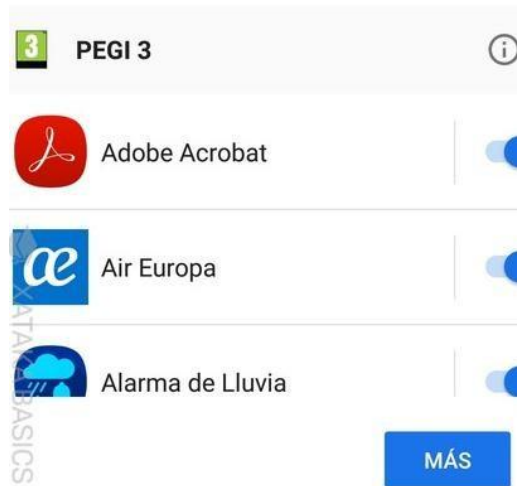 3 PEGI 3
Adobe Acrobat
æ Air Europa
Alarma de Lluvia
MÁS
XATAKA BASICS